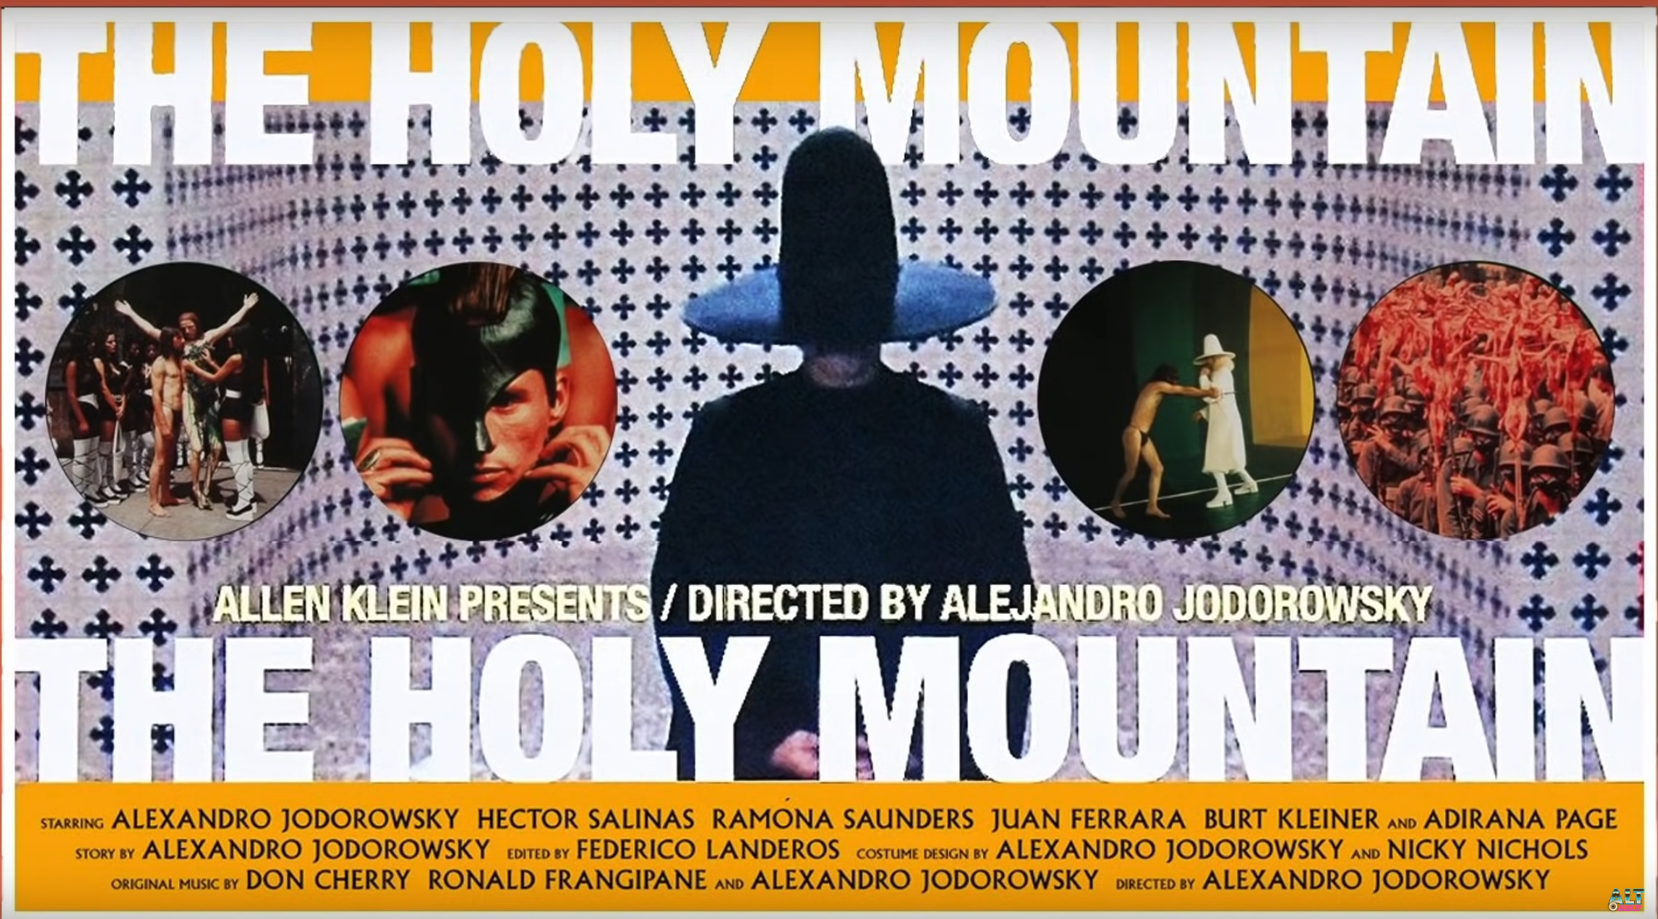 THE HOLY MOUNTAIN
ALLEN KLEIN PRESENTS / DIRECTED BY ALEJANDRO JODOROWSKY
THE HOLY MOUNTAIN
STARRING ALEXANDRO JODOROWSKY HECTOR SALINAS RAMÓNA SAUNDERS JUAN FERRARA BURT KLEINER AND ADIRANA PAGE
STORY BY ALEXANDRO JODOROWSKY EDITED BY FEDERICO LANDEROS COSTUME DESIGN BY ALEXANDRO JODOROWSKY AND NICKY NICHOLS
ORIGINAL MUSIC BY DON CHERRY RONALD FRANGIPANE AND ALEXANDRO JODOROWSKY DIRECTED BY ALEXANDRO JODOROWSKY
ALT